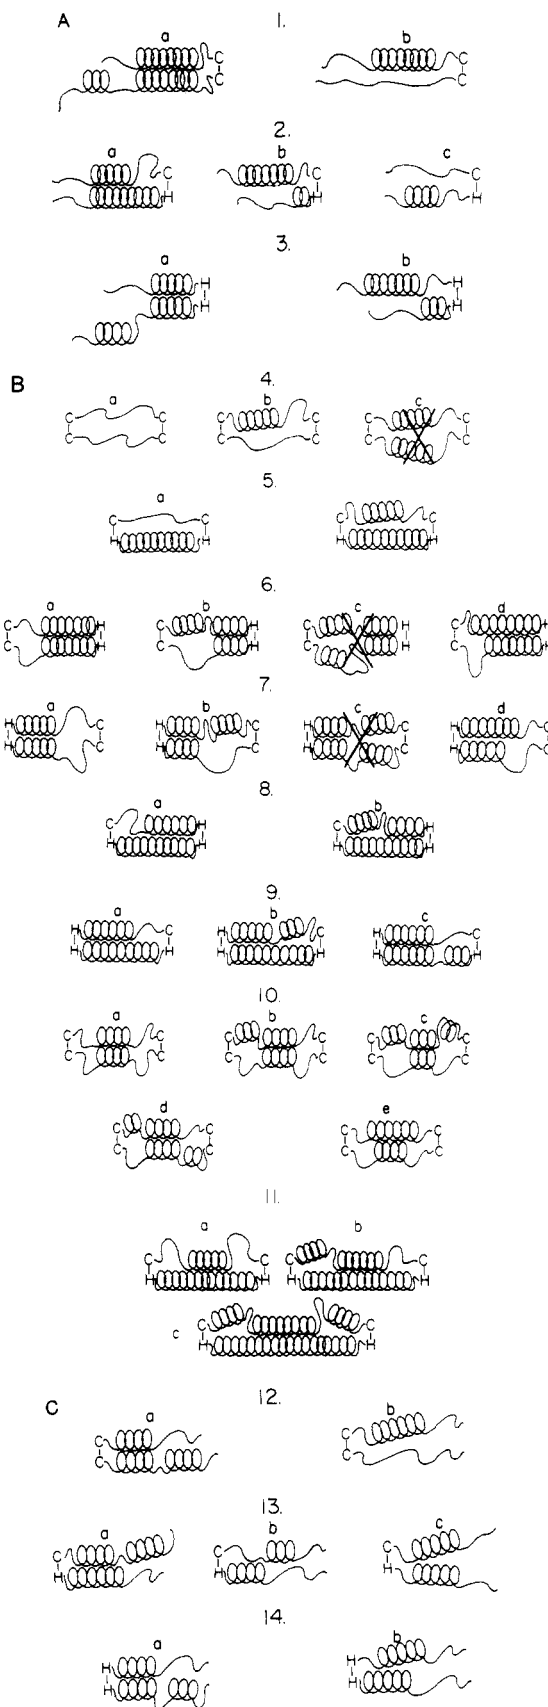 A 1.
a b
C C
C C
2.
a b c
C C C
H H H
3.
a b
H H
H H
B 4.
a b c
C C C C C C
C C C C C C
5.
a
C C C C
H H H H
6.
a b c d
C H C H C H C H
C H C H C H C H
7.
a b c d
H C H C H C H C
H C H C H C H C
8.
a b
C H C H
H H H H
9.
a b c
H C H C H C
H H H H H H
10.
a b c
C C C C C C
C C C C C C
d e
C C C C
C C C C
11.
a b
C C C C
H H H H
c
C C
H H
C 12.
a b
C C
C C
13.
a b c
C C C
H H H
14.
a b
H H
H H